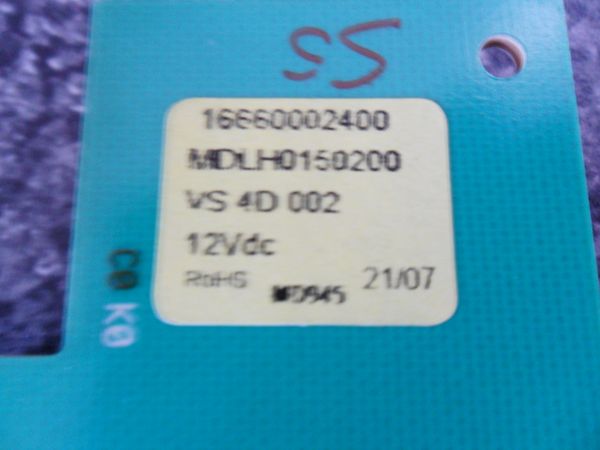 SS
16660002400
MDLH0150200
VS 4D 002
12Vdc
RoHS
21/07
C0
K0